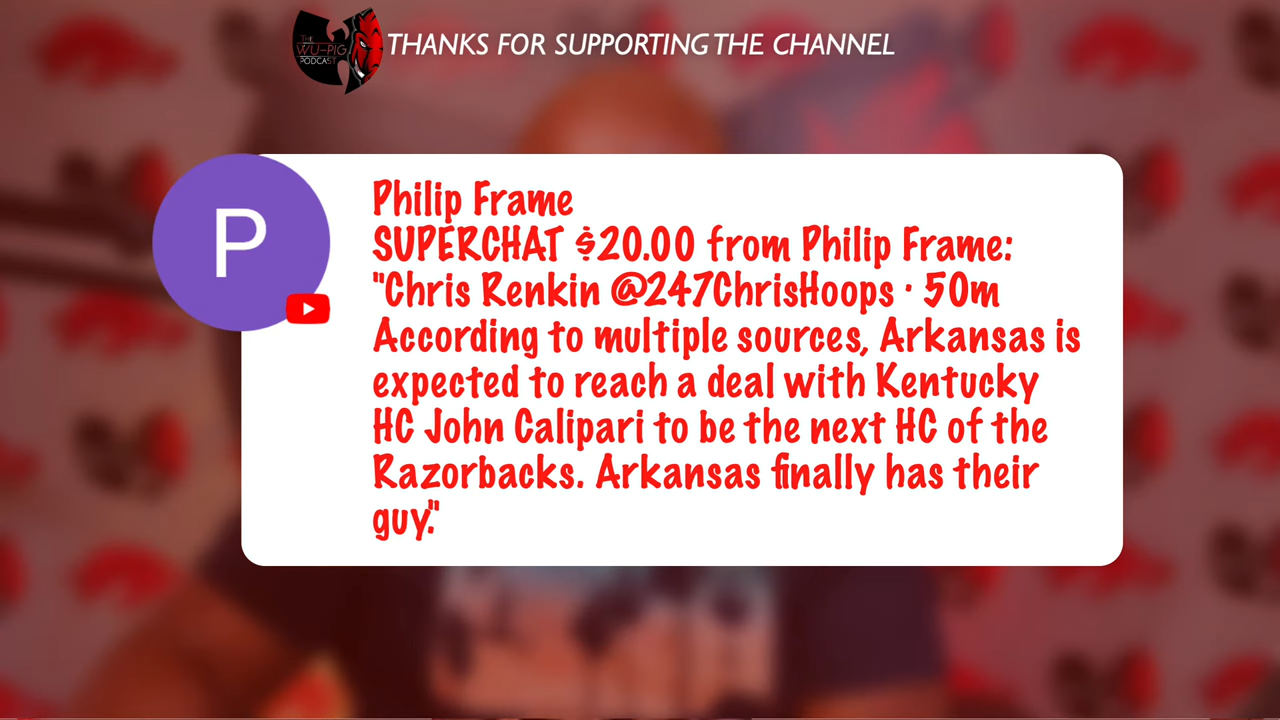 THE
WU-PIG
PODCAST
THANKS FOR SUPPORTING THE CHANNEL
P
Philip Frame
SUPERCHAT $20.00 from Philip Frame:
"Chris Renkin @247ChrisHoops · 50m
According to multiple sources, Arkansas is
expected to reach a deal with Kentucky
HC John Calipari to be the next HC of the
Razorbacks. Arkansas finally has their
guy."